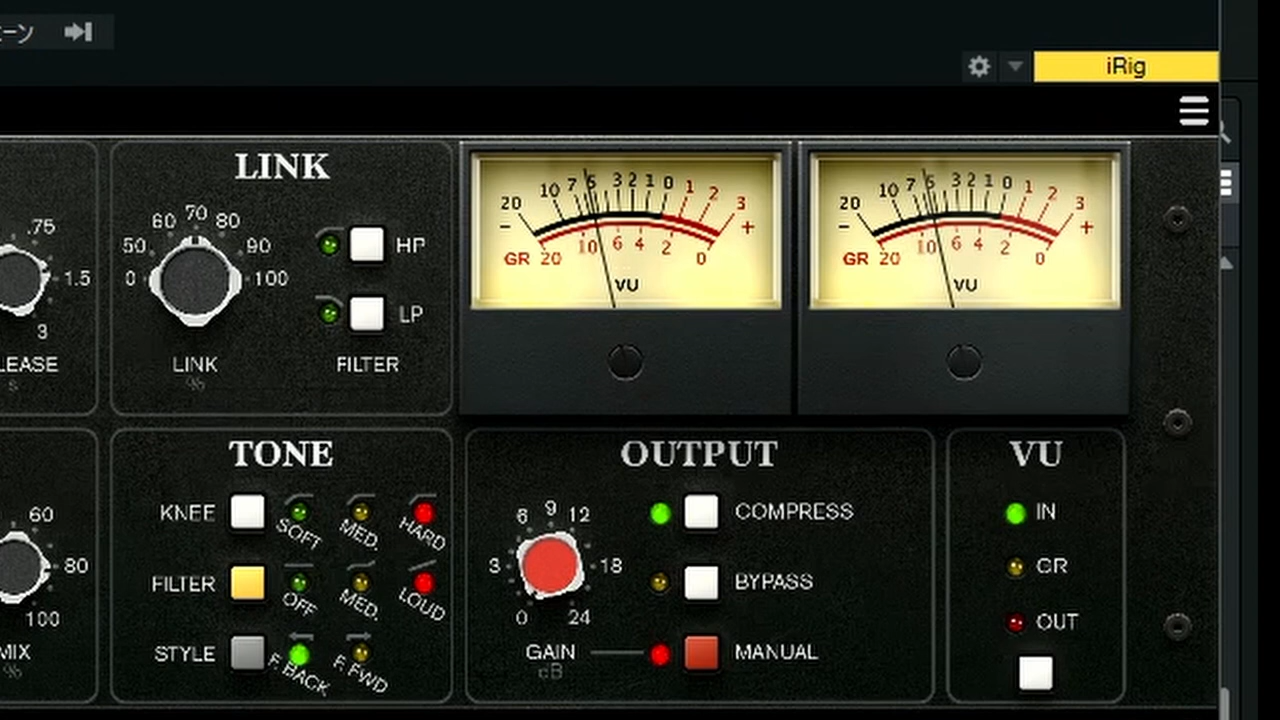 ーン
iRig
LINK
.75
1.5
3
LEASE
s
0 50 60 70 80 90 100
LINK
%
HP
LP
FILTER
20 10 7 5 3 2 1 0 1 2 3
- +
GR 20 10 6 4 2 0
VU
20 10 7 5 3 2 1 0 1 2 3
- +
GR 20 10 6 4 2 0
VU
60
80
100
MIX
%
TONE
KNEE SOFT MED. HARD
FILTER OFF MED. LOUD
STYLE F.BACK F.FWD
OUTPUT
0 3 6 9 12 18 24
GAIN
dB
COMPRESS
BYPASS
MANUAL
VU
IN
GR
OUT